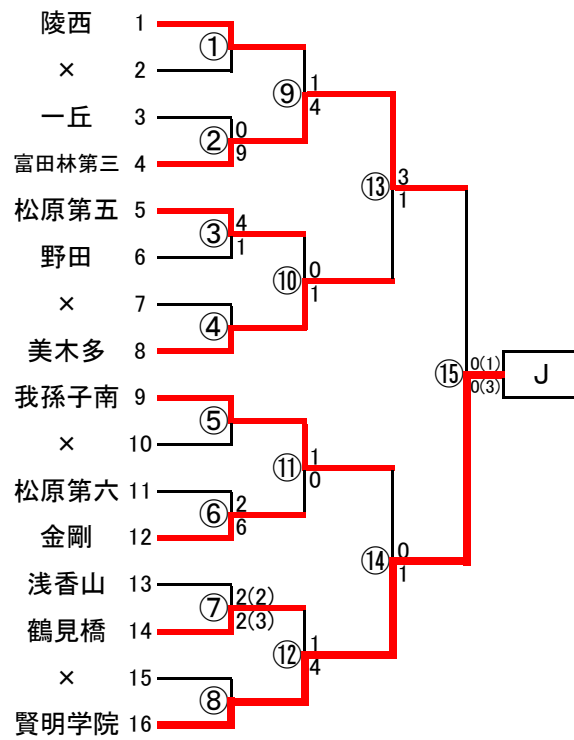 陵西 1
①
× 2
⑨ 1
4
一丘 3
② 0
9
富田林第三 4
⑬ 3
1
松原第五 5
③ 4
1
野田 6
⑩ 0
1
× 7
④
美木多 8
⑮ 0(1)
0(3)
J
我孫子南 9
⑤
× 10
⑪ 1
0
松原第六 11
⑥ 2
6
金剛 12
⑭ 0
1
浅香山 13
⑦ 2(2)
2(3)
鶴見橋 14
⑫ 1
4
× 15
⑧
賢明学院 16